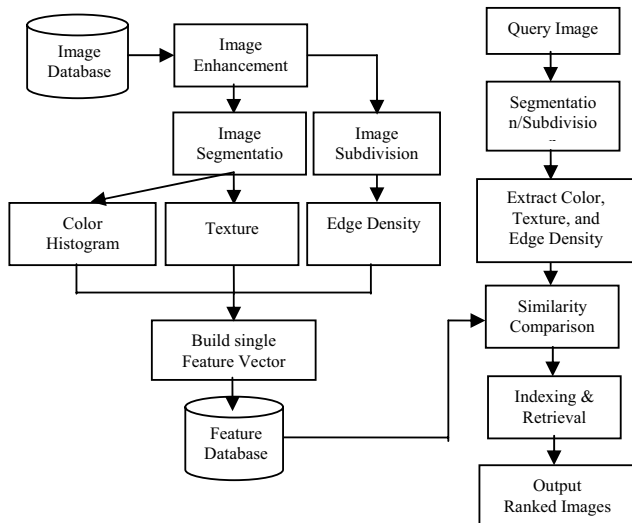 Image
Database
Image
Enhancement
Image
Segmentatio
Image
Subdivision
Color
Histogram
Texture
Edge Density
Build single
Feature Vector
Feature
Database
Query Image
Segmentatio
n/Subdivisio
Extract Color,
Texture, and
Edge Density
Similarity
Comparison
Indexing &
Retrieval
Output
Ranked Images